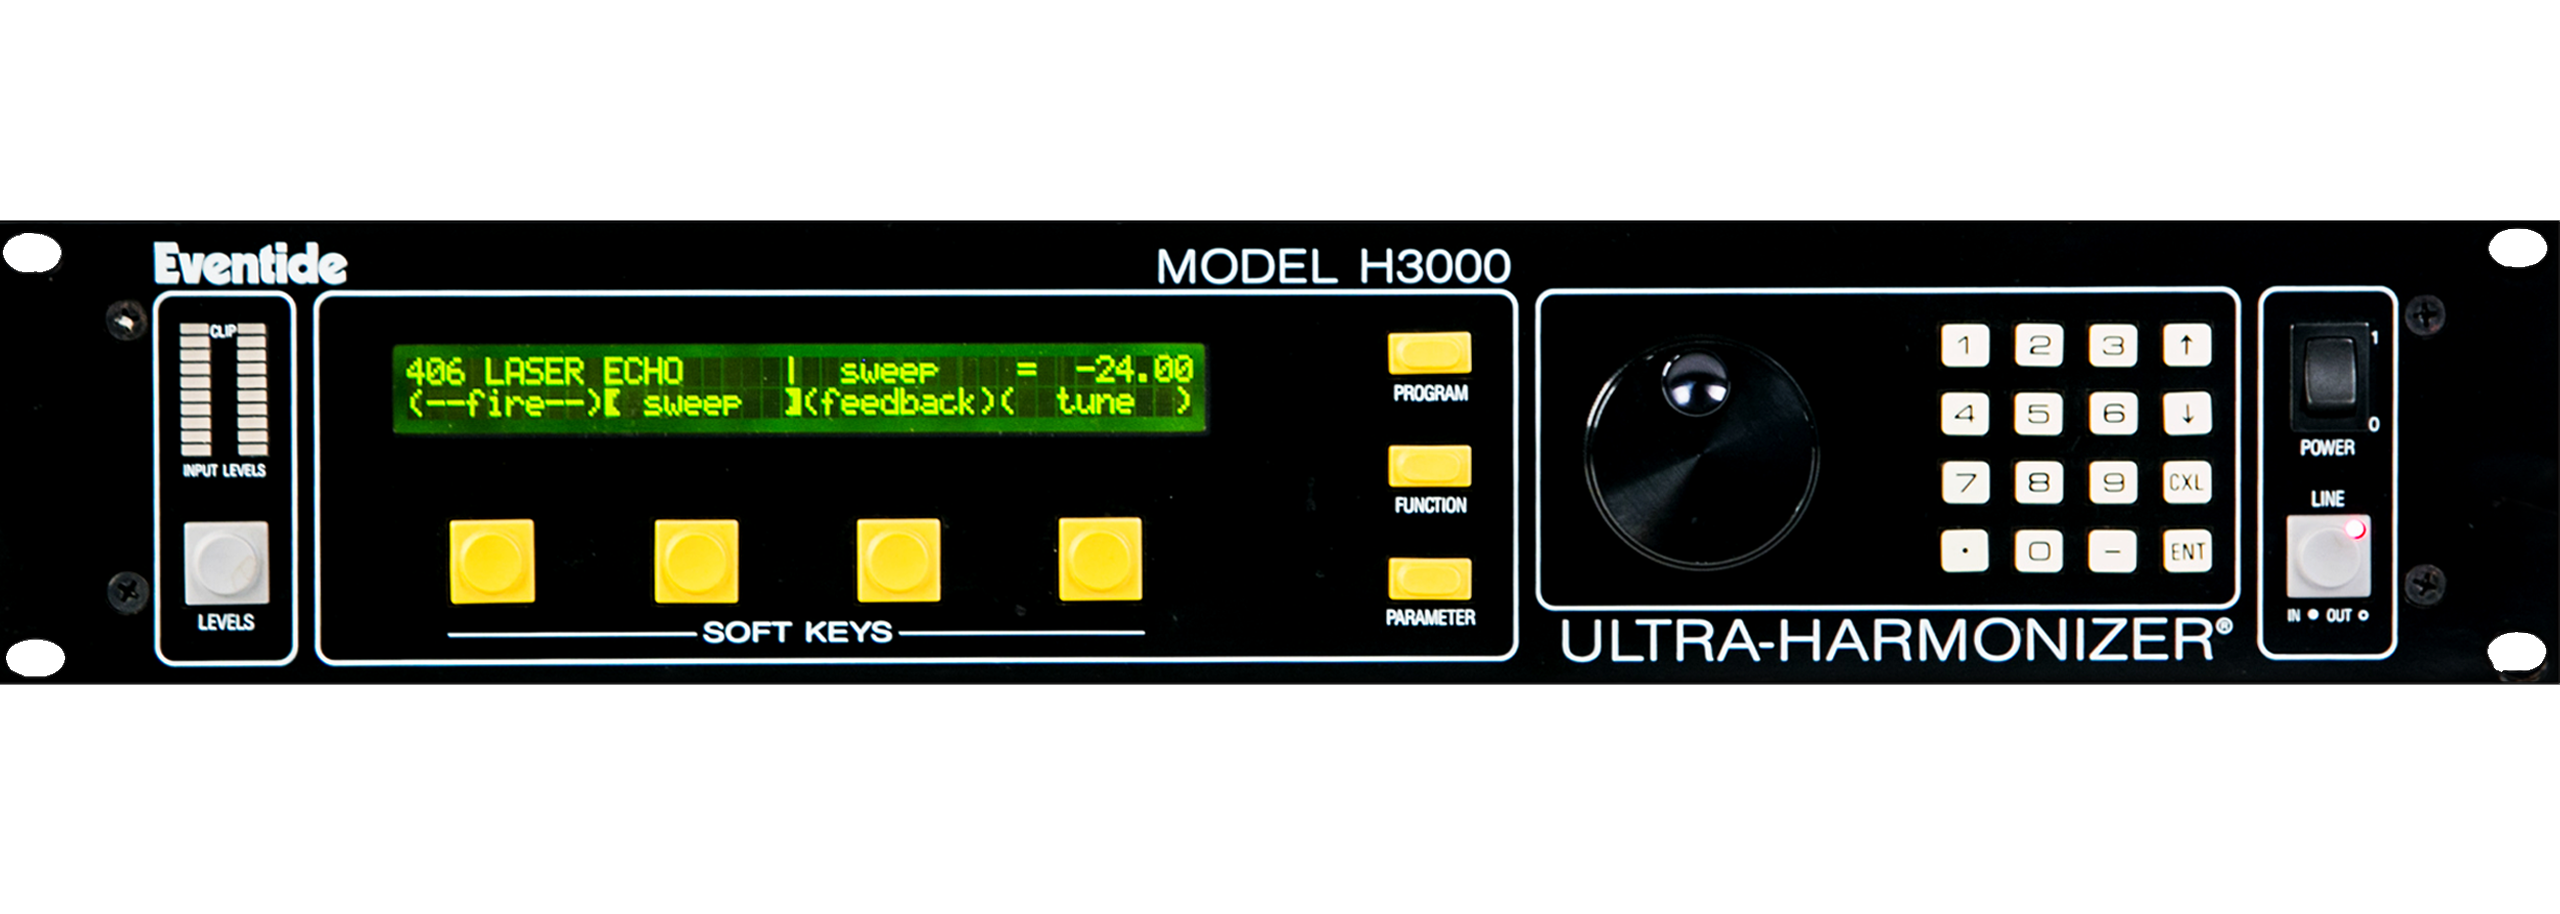 Eventide
MODEL H3000
CLIP
INPUT LEVELS
LEVELS
406 LASER ECHO | sweep = -24.00
(--fire--)[ sweep ](feedback)( tune )
SOFT KEYS
PROGRAM
FUNCTION
PARAMETER
1 2 3 ↑
4 5 6 ↓
7 8 9 CXL
. 0 - ENT
ULTRA-HARMONIZER®
1
0
POWER
LINE
IN ● OUT ○